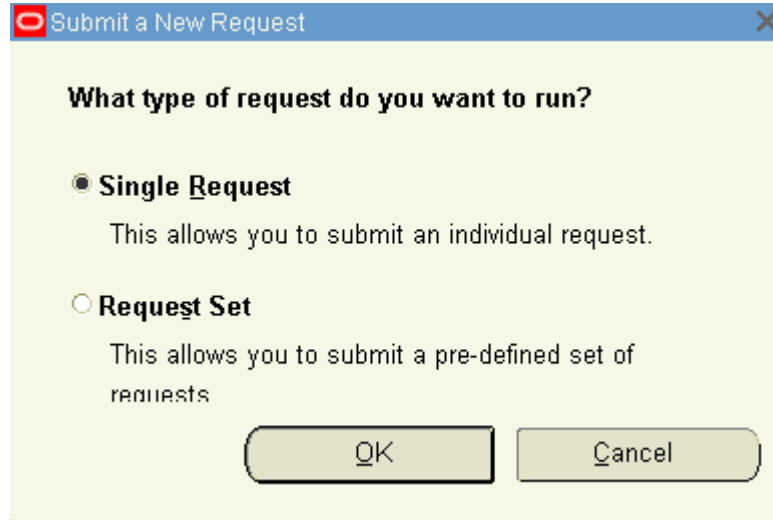 Submit a New Request
What type of request do you want to run?
Single Request
This allows you to submit an individual request.
Request Set
This allows you to submit a pre-defined set of
requests
OK
Cancel